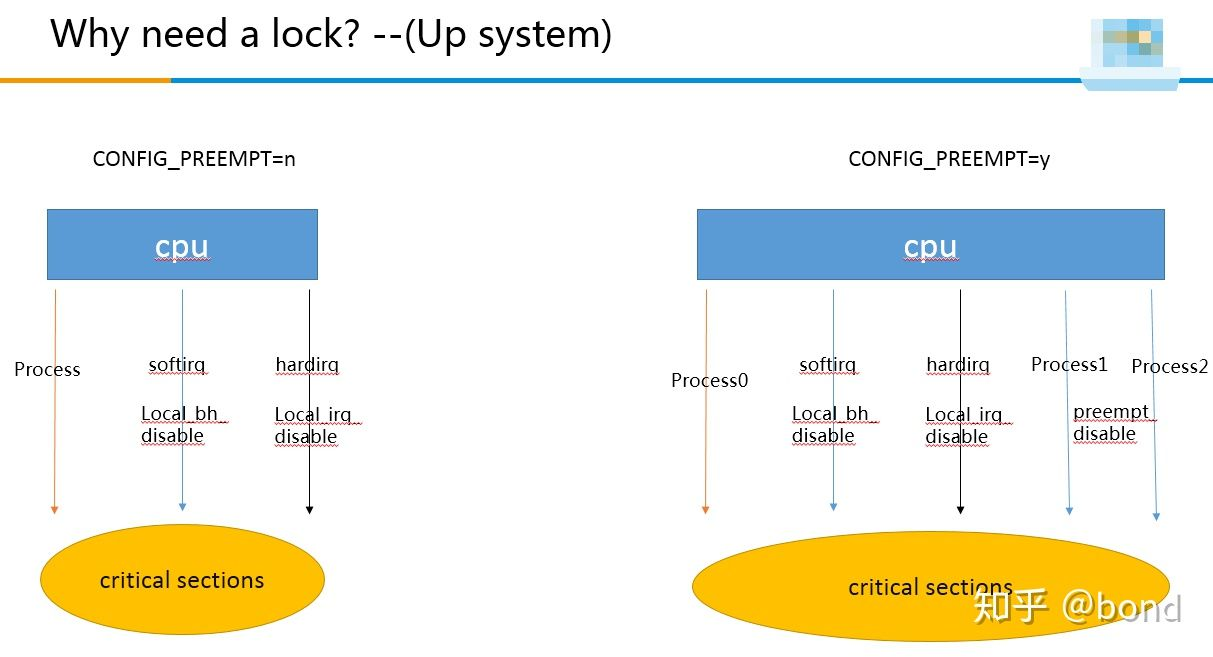 Why need a lock? --(Up system)
CONFIG_PREEMPT=n
cpu
Process
softirq
hardirq
Local_bh_
disable
Local_irq_
disable
critical sections
CONFIG_PREEMPT=y
cpu
Process0
softirq
hardirq
Process1
Process2
Local_bh_
disable
Local_irq_
disable
preempt_
disable
critical sections
知乎 @bond